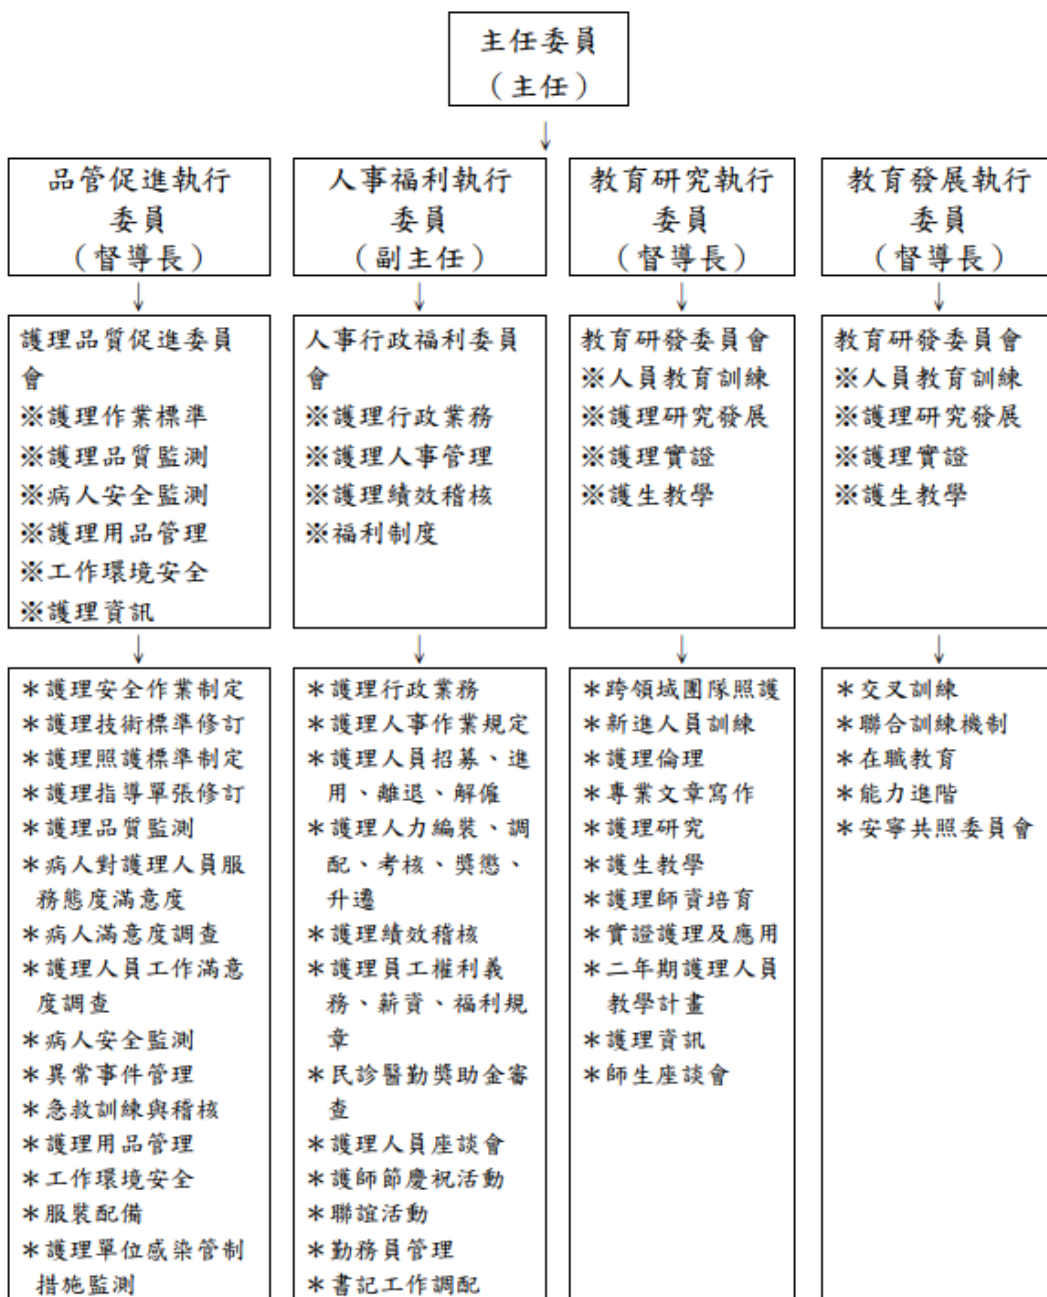 主任委員
（主任）
↓
品管促進執行
委員
（督導長）
人事福利執行
委員
（副主任）
教育研究執行
委員
（督導長）
教育發展執行
委員
（督導長）
↓
↓
↓
↓
護理品質促進委員
會
※護理作業標準
※護理品質監測
※病人安全監測
※護理用品管理
※工作環境安全
※護理資訊
人事行政福利委員
會
※護理行政業務
※護理人事管理
※護理績效稽核
※福利制度
教育研發委員會
※人員教育訓練
※護理研究發展
※護理實證
※護生教學
教育研發委員會
※人員教育訓練
※護理研究發展
※護理實證
※護生教學
↓
↓
↓
↓
＊護理安全作業制定
＊護理技術標準修訂
＊護理照護標準制定
＊護理指導單張修訂
＊護理品質監測
＊病人對護理人員服
務態度滿意度
＊病人滿意度調查
＊護理人員工作滿意
度調查
＊病人安全監測
＊異常事件管理
＊急救訓練與稽核
＊護理用品管理
＊工作環境安全
＊服裝配備
＊護理單位感染管制
措施監測
＊護理行政業務
＊護理人事作業規定
＊護理人員招募、進
用、離退、解僱
＊護理人力編裝、調
配、考核、獎懲、
升遷
＊護理績效稽核
＊護理員工權利義
務、薪資、福利規
章
＊民診醫勤獎助金審
查
＊護理人員座談會
＊護師節慶祝活動
＊聯誼活動
＊勤務員管理
＊書記工作調配
＊跨領域團隊照護
＊新進人員訓練
＊護理倫理
＊專業文章寫作
＊護理研究
＊護生教學
＊護理師資培育
＊實證護理及應用
＊二年期護理人員
教學計畫
＊護理資訊
＊師生座談會
＊交叉訓練
＊聯合訓練機制
＊在職教育
＊能力進階
＊安寧共照委員會